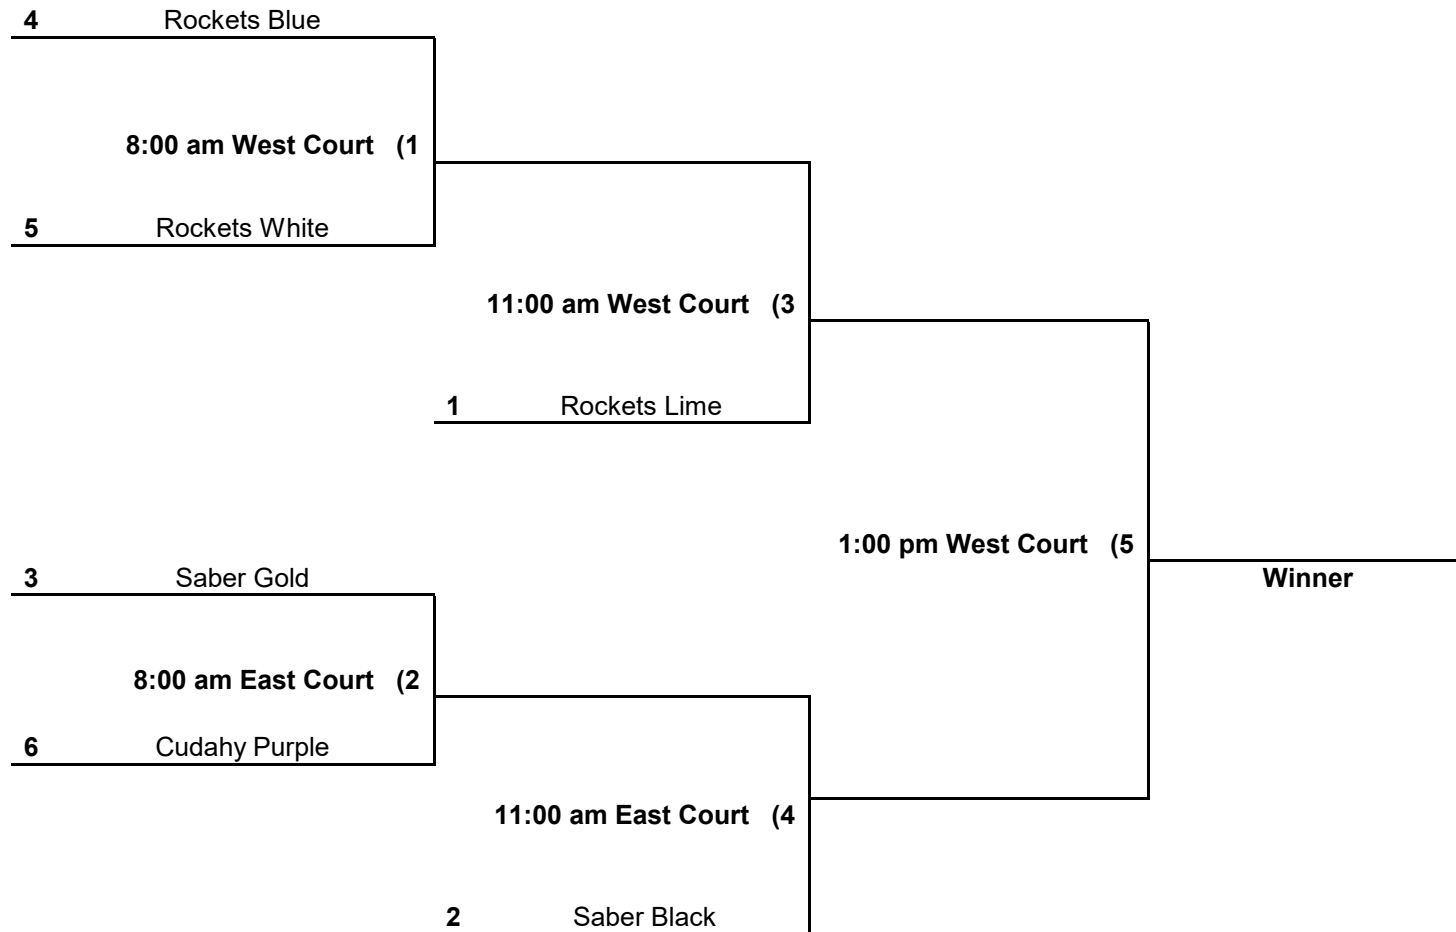 4 Rockets Blue
8:00 am West Court (1
5 Rockets White
11:00 am West Court (3
1 Rockets Lime
1:00 pm West Court (5
3 Saber Gold
Winner
8:00 am East Court (2
6 Cudahy Purple
11:00 am East Court (4
2 Saber Black